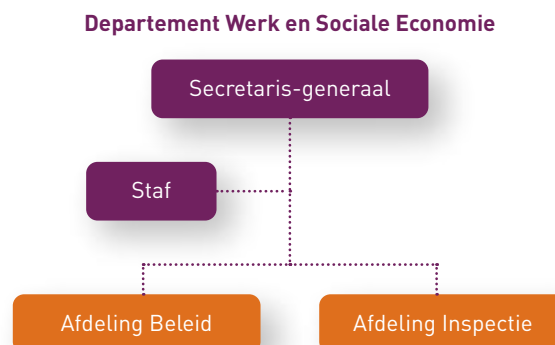 Departement Werk en Sociale Economie
Secretaris-generaal
Staf
Afdeling Beleid
Afdeling Inspectie